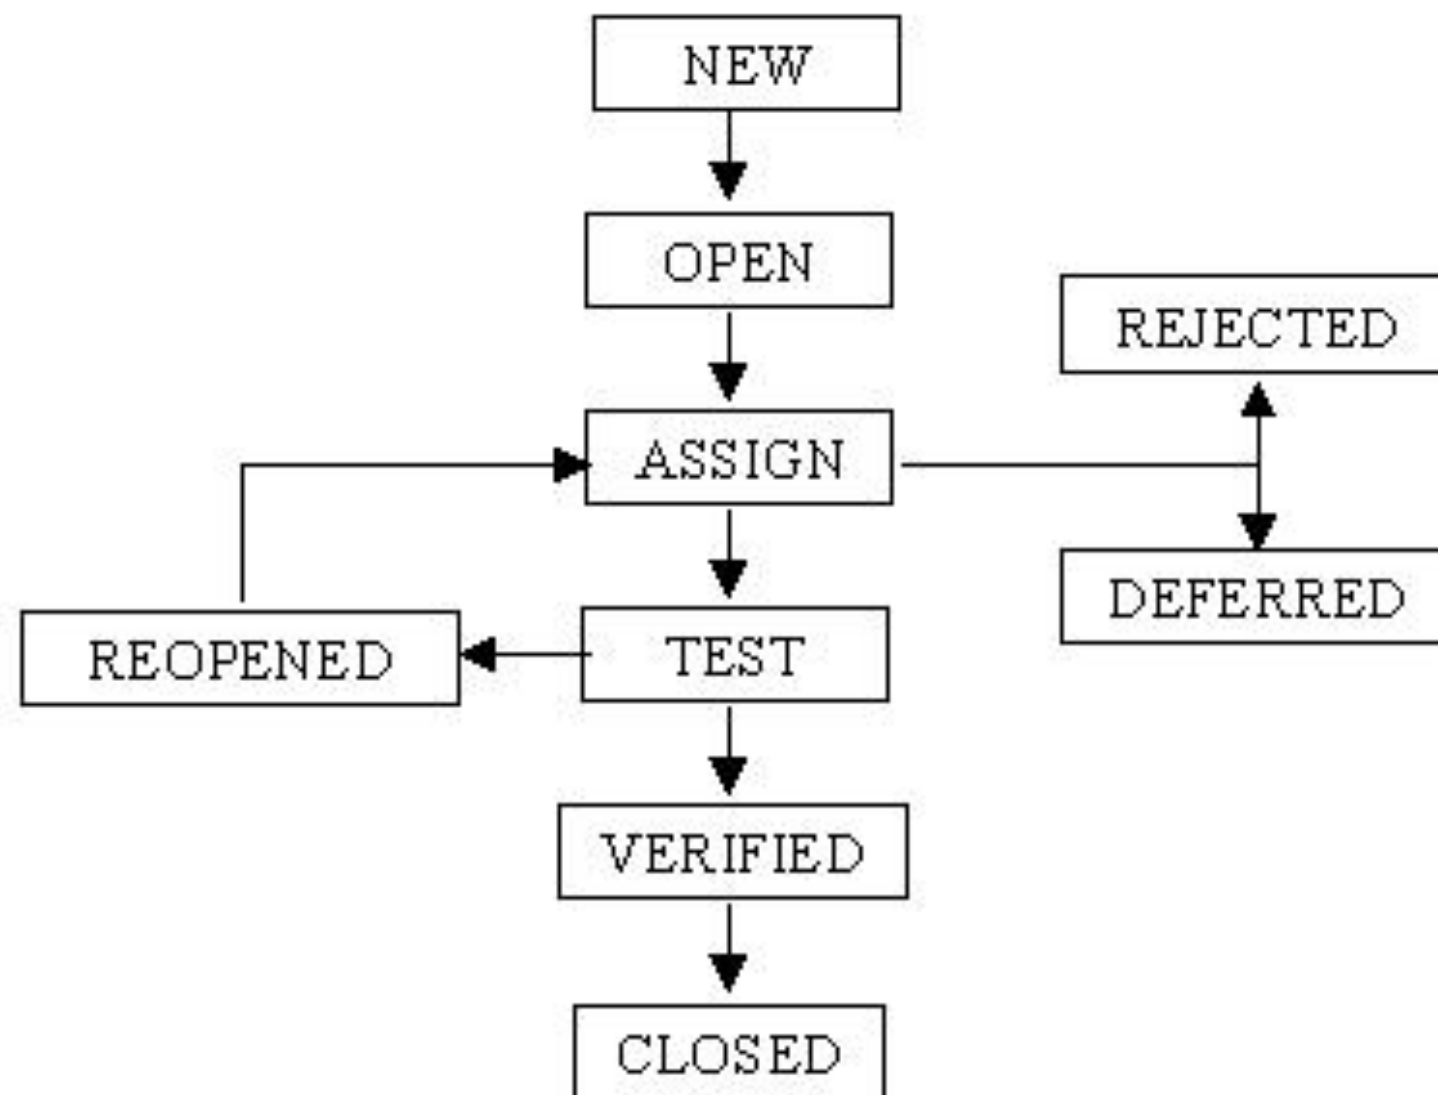 NEW
OPEN
REJECTED
ASSIGN
DEFERRED
REOPENED
TEST
VERIFIED
CLOSED